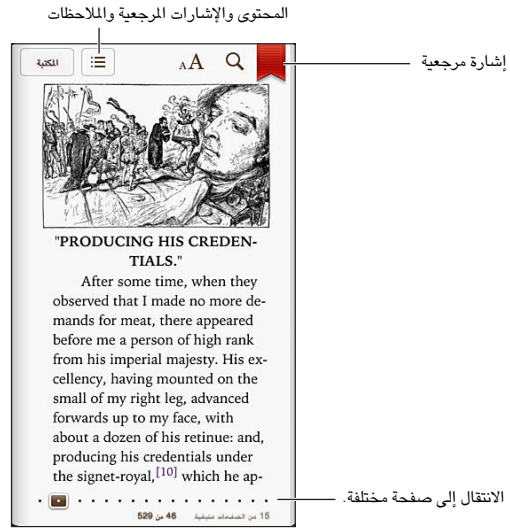 المحتوى والإشارات المرجعية والملاحظات
المكتبة
AA
إشارة مرجعية
"PRODUCING HIS CREDEN-
TIALS."
After some time, when they
observed that I made no more de-
mands for meat, there appeared
before me a person of high rank
from his imperial majesty. His ex-
cellency, having mounted on the
small of my right leg, advanced
forwards up to my face, with
about a dozen of his retinue: and,
producing his credentials under
the signet-royal,[10] which he ap-
الانتقال إلى صفحة مختلفة.
46 من 529
15 من الصفحات متبقية